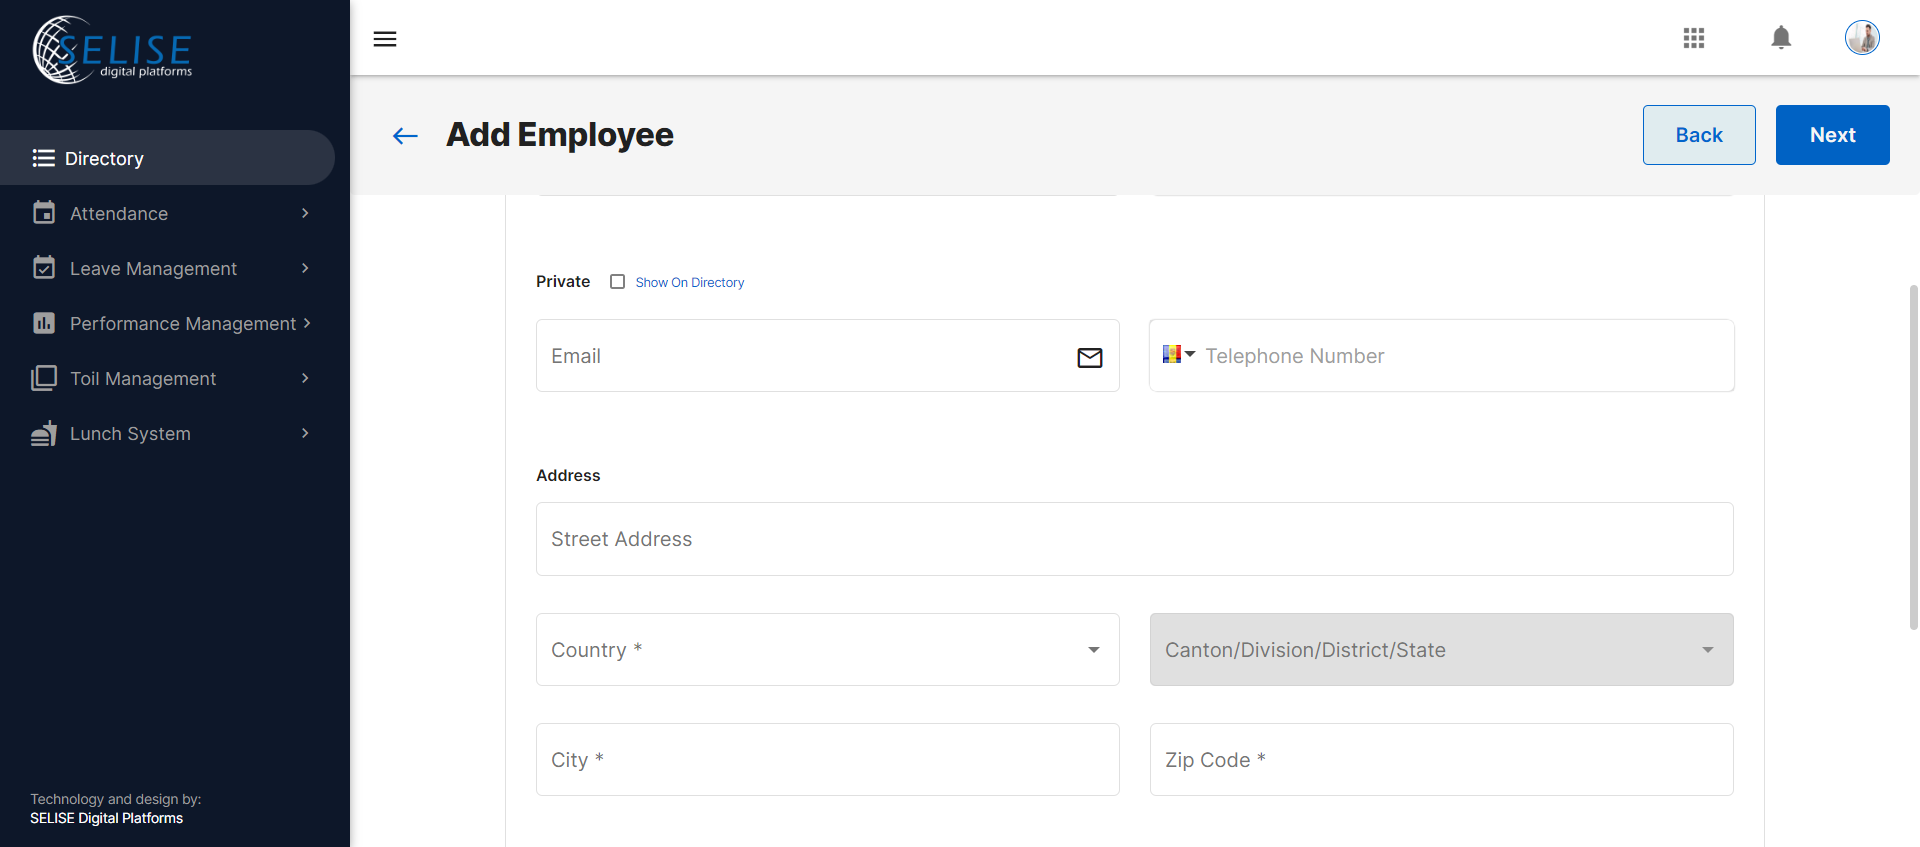 SELISE
digital platforms
Directory
Attendance
Leave Management
Performance Management
Toil Management
Lunch System
Technology and design by:
SELISE Digital Platforms
Add Employee
Back
Next
Private
Show On Directory
Email
Telephone Number
Address
Street Address
Country *
Canton/Division/District/State
City *
Zip Code *